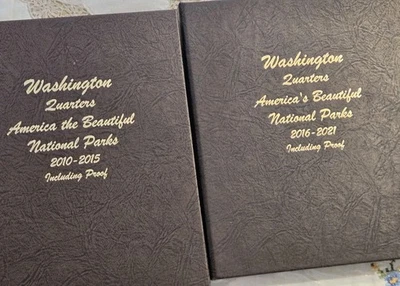 Washington
Quarters
America the Beautiful
National Parks
2010-2015
Including Proof
Washington
Quarters
America's Beautiful
National Parks
2016-2021
Including Proof